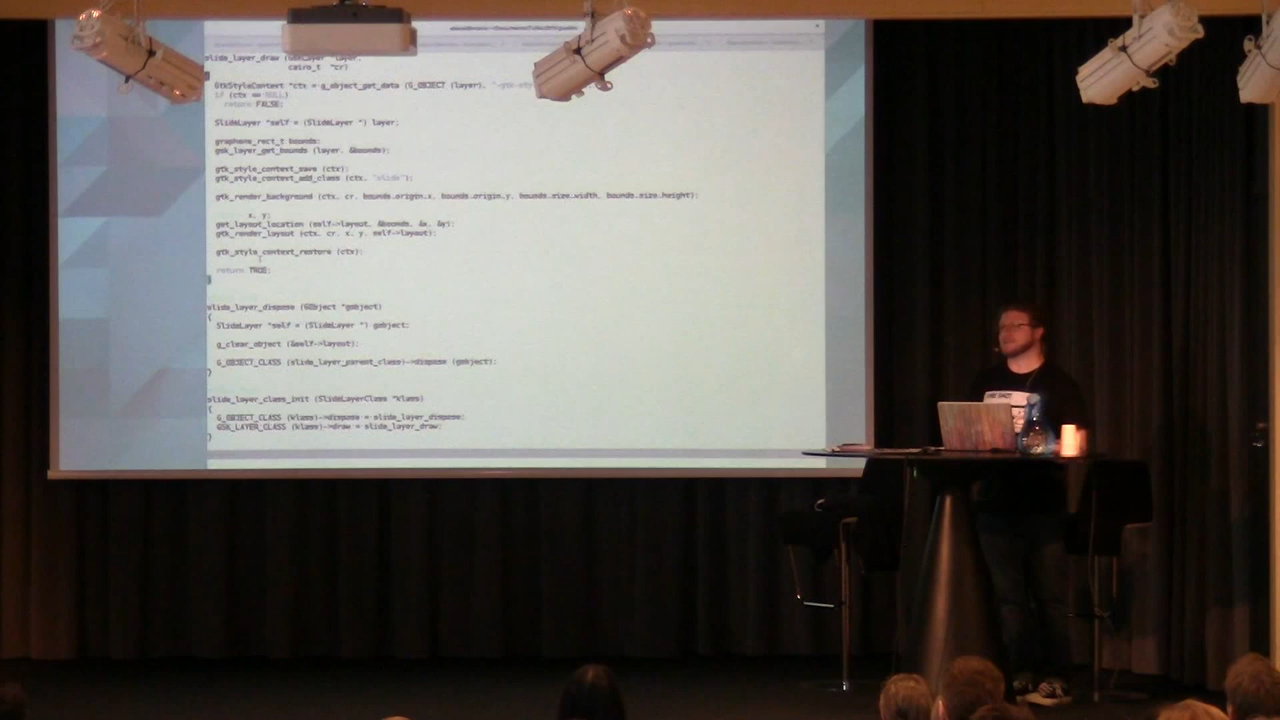 slide_layer_draw (GskLayer *layer,
cairo_t *cr)
{
GtkStyleContext *ctx = g_object_get_data (G_OBJECT (layer),
if (ctx == NULL)
return FALSE;
SlideLayer *self = (SlideLayer *) layer;
graphene_rect_t bounds;
gsk_layer_get_bounds (layer, &bounds);
gtk_style_context_save (ctx);
gtk_style_context_add_class (ctx, "slide");
gtk_render_background (ctx, cr, bounds.origin.x, bounds.origin.y, bounds.size.width, bounds.size.height);
x, y;
get_layout_location (self->layout, &bounds, &x, &y);
gtk_render_layout (ctx, cr, x, y, self->layout);
gtk_style_context_restore (ctx);
return TRUE;
}
slide_layer_dispose (GObject *gobject)
{
SlideLayer *self = (SlideLayer *) gobject;
g_clear_object (&self->layout);
G_OBJECT_CLASS (slide_layer_parent_class)->dispose (gobject);
}
slide_layer_class_init (SlideLayerClass *klass)
{
G_OBJECT_CLASS (klass)->dispose = slide_layer_dispose;
GSK_LAYER_CLASS (klass)->draw = slide_layer_draw;
}